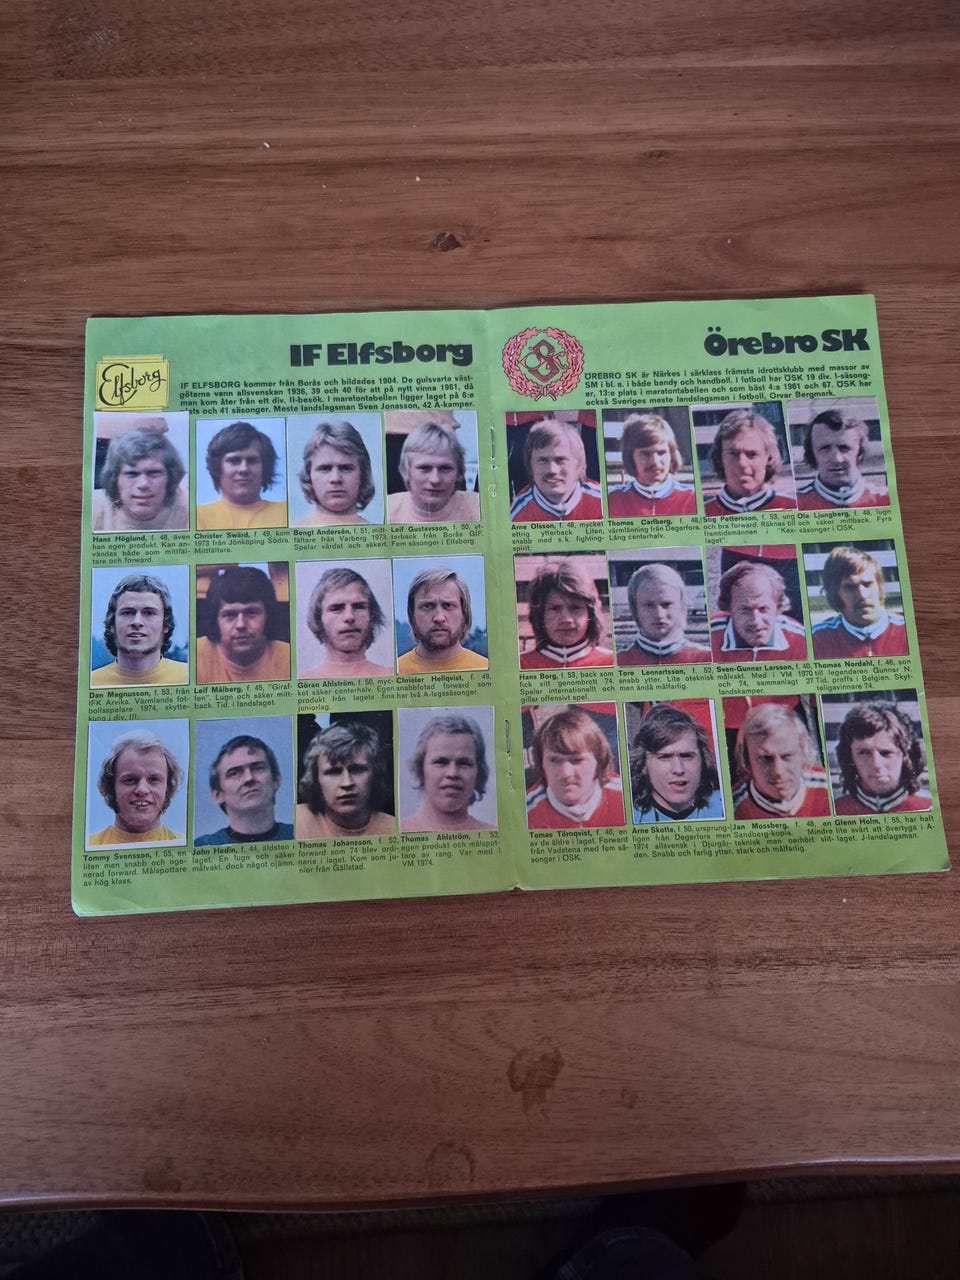 IF Elfsborg
Elfsborg
IF ELFSBORG kommer från Borås och bildades 1904. De gulsvarta väst-
götarna venn allsvenskan 1936, 39 och 40 för att på nytt vinna 1961, då
man kom åter från ett div. II-besök. I maratontabellen ligger laget på 6:e
plats och 41 säsonger. Meste landslagsman Sven Jonasson, 42 A-kamper.
Hans Höglund, f. 48, även
han egen produkt. Kan an-
vändas både som mittfäl-
tare och forward.
Christer Swärd, f. 49, kom
1973 från Jönköping Södra.
Mittfältare.
Bengt Andersén, f. 51, mitt-
fältare från Varberg 1973.
Spelar vårdat och säkert.
Leif Gustavsson, f. 50, yt-
terback från Borås GIF.
Fem säsonger i Elfsborg.
Dan Magnusson, f. 53, från
IFK Arvika. Värmlands fot-
bollsspelare 1974, skytte-
kung i div. III.
Leif Målberg, f. 45, "Giraf-
fen". Lugn och säker mitt-
back. Tid. i landslaget.
Göran Ahlström, f. 50, myc-
ket säker centerhalv. Egen
produkt från lagets fina
juniorlag.
Christer Hellqvist, f. 49,
snabbfotad forward som
har två A-lagasäsonger.
Tommy Svensson, f. 55, en
liten men snabb och oge-
nerad forward. Målspottare
av hög klass.
John Hedin, f. 44, äldsten i
laget. En lugn och säker
målvakt, dock något ojämn.
Thomas Johansson, f. 52,
forward som 74 blev ordi-
narie i laget. Kom som ju-
nior från Gällstad.
Thomas Ahlström, f. 52,
egen produkt och målspot-
tare av rang. Var med i
VM 1974.
Örebro SK
ÖREBRO SK är Närkes i särklass främsta idrottsklubb med massor av
SM i bl. a. i både bandy och handboll. I fotboll har ÖSK 19 div. I-säsong-
er, 13:e plats i maratontabellen och som bäst 4:a 1961 och 67. ÖSK har
också Sveriges meste landslagsman i fotboll, Orvar Bergmark.
Arne Olsson, f. 48, mycket
ettrig ytterback. Liten,
snabb med s.k. fighting-
spirit.
Thomas Carlberg, f. 48,
värmlänning från Degerfors.
Lång centerhalv.
Stig Pettersson, f. 53, ung
och bra forward. Räknas till
framtidsmännen i "Kex-
laget".
Ola Ljungberg, f. 46, lugn
och säker mittback. Fyra
säsonger i ÖSK.
Hans Borg, f. 53, back som
fick sitt genombrott 74.
Spelar internationellt och
gillar offensivt spel.
Tore Lennartsson, f. 52,
snabb ytter. Lite oteknisk
men ändå målfarlig.
Sven-Gunnar Larsson, f. 40,
målvakt. Med i VM 1970
och 74, sammanlagt 27
landskamper.
Thomas Nordahl, f. 46, son
till legendaren Gunnar N.
Tid. proffs i Belgien. Skyt-
teligavinnare 74.
Tomas Törnqvist, f. 46, en
av de äldre i laget. Forward
från Vadstena med fem sä-
songer i ÖSK.
Arne Skotte, f. 50, ursprung-
ligen från Degerfors men
1974 allsvensk i Djurgår-
den. Snabb och farlig ytter.
Jan Mossberg, f. 48, en
Sandberg-kopia. Mindre
teknisk men oerhört slit-
stark och målfarlig.
Glenn Holm, f. 55, har haft
lite svårt att övertyga i A-
laget. J-landslagsman.